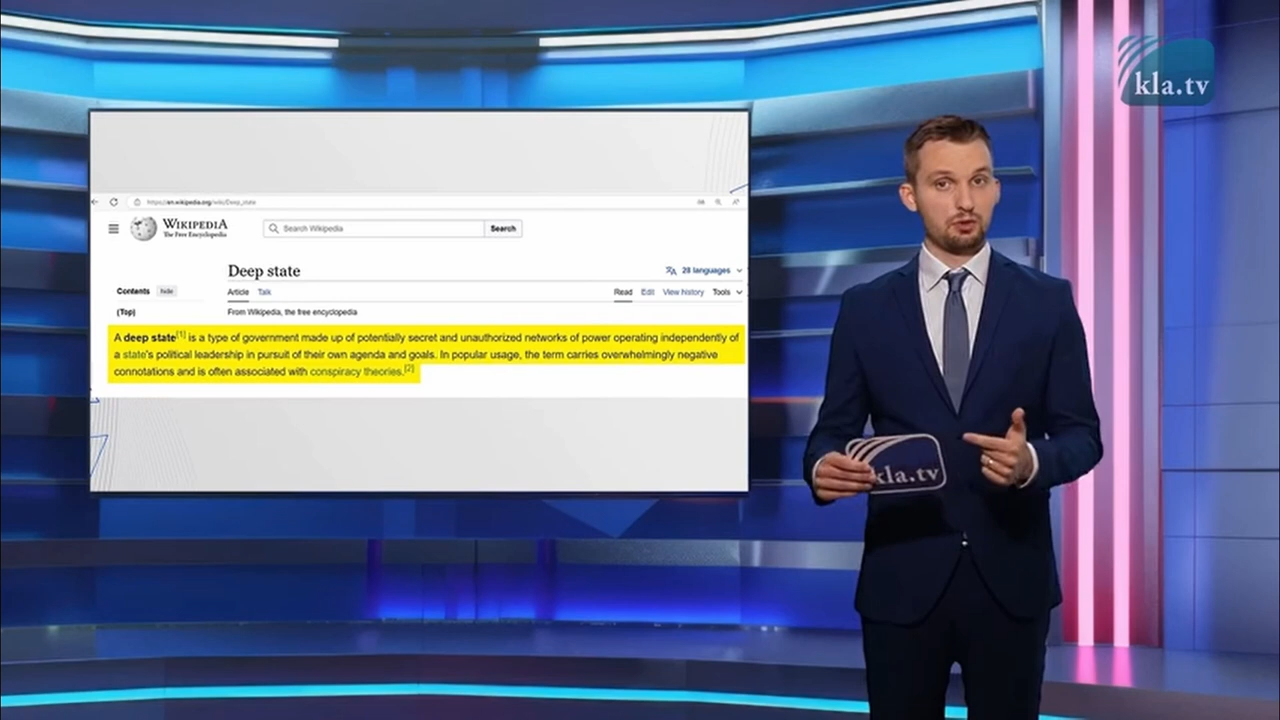 kla.tv
https://en.wikipedia.org/wiki/Deep_state
WIKIPEDIA
The Free Encyclopedia
Search Wikipedia
Search
Deep state
28 languages
Contents
hide
Article
Talk
Read
Edit
View history
Tools
(Top)
From Wikipedia, the free encyclopedia
A deep state[1] is a type of government made up of potentially secret and unauthorized networks of power operating independently of
a state's political leadership in pursuit of their own agenda and goals. In popular usage, the term carries overwhelmingly negative
connotations and is often associated with conspiracy theories.[2]
kla.tv